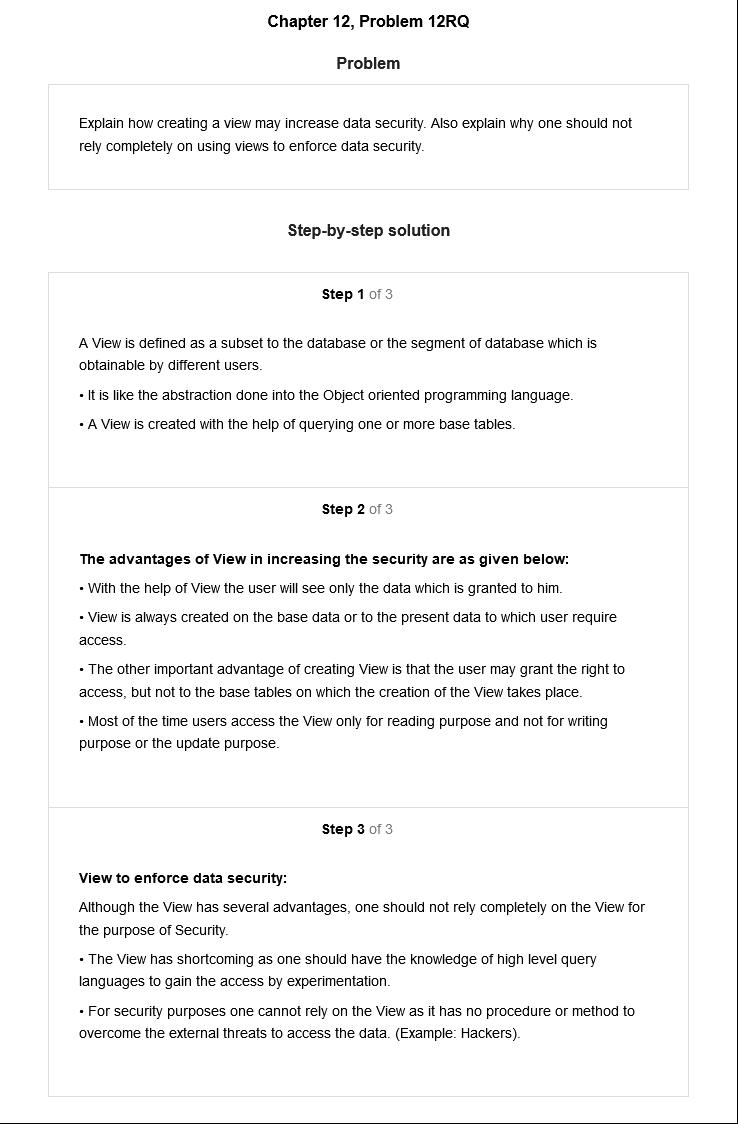 Chapter 12, Problem 12RQ
Problem
Explain how creating a view may increase data security. Also explain why one should not
rely completely on using views to enforce data security.
Step-by-step solution
Step 1 of 3
A View is defined as a subset to the database or the segment of database which is
obtainable by different users.
• It is like the abstraction done into the Object oriented programming language.
• A View is created with the help of querying one or more base tables.
Step 2 of 3
The advantages of View in increasing the security are as given below:
• With the help of View the user will see only the data which is granted to him.
• View is always created on the base data or to the present data to which user require
access.
• The other important advantage of creating View is that the user may grant the right to
access, but not to the base tables on which the creation of the View takes place.
• Most of the time users access the View only for reading purpose and not for writing
purpose or the update purpose.
Step 3 of 3
View to enforce data security:
Although the View has several advantages, one should not rely completely on the View for
the purpose of Security.
• The View has shortcoming as one should have the knowledge of high level query
languages to gain the access by experimentation.
• For security purposes one cannot rely on the View as it has no procedure or method to
overcome the external threats to access the data. (Example: Hackers).